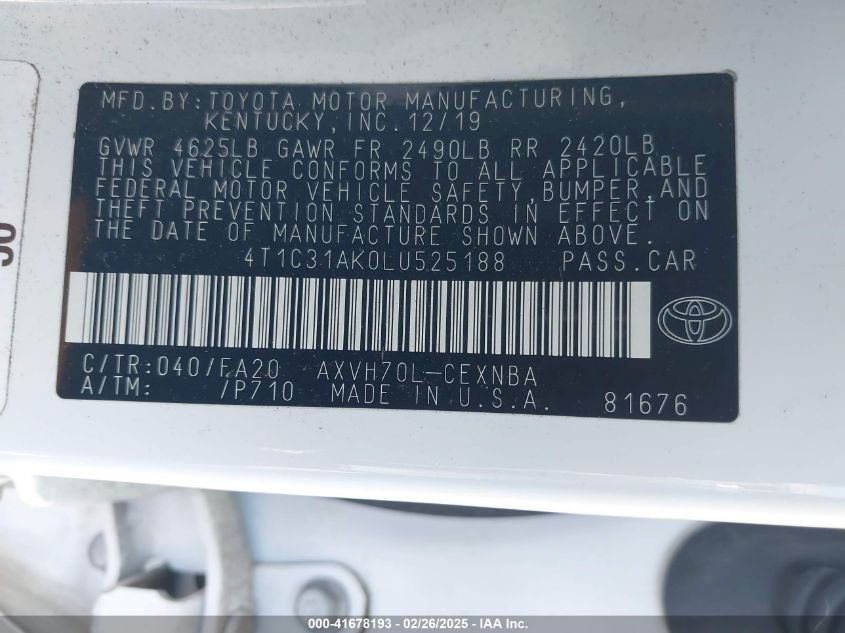 MFD.BY:TOYOTA MOTOR MANUFACTURING,
KENTUCKY,INC.12/19
GVWR 4625LB GAWR FR 2490LB RR 2420LB
THIS VEHICLE CONFORMS TO ALL APPLICABLE
FEDERAL MOTOR VEHICLE SAFETY,BUMPER,AND
THEFT PREVENTION STANDARDS IN EFFECT ON
THE DATE OF MANUFACTURE SHOWN ABOVE.
4T1C31AK0LU525188 PASS.CAR
C/TR:040/FA20 AXVH70L-CEXNBA
A/TM: /P710 MADE IN U.S.A. 81676
000-41678193 - 02/26/2025 - IAANI